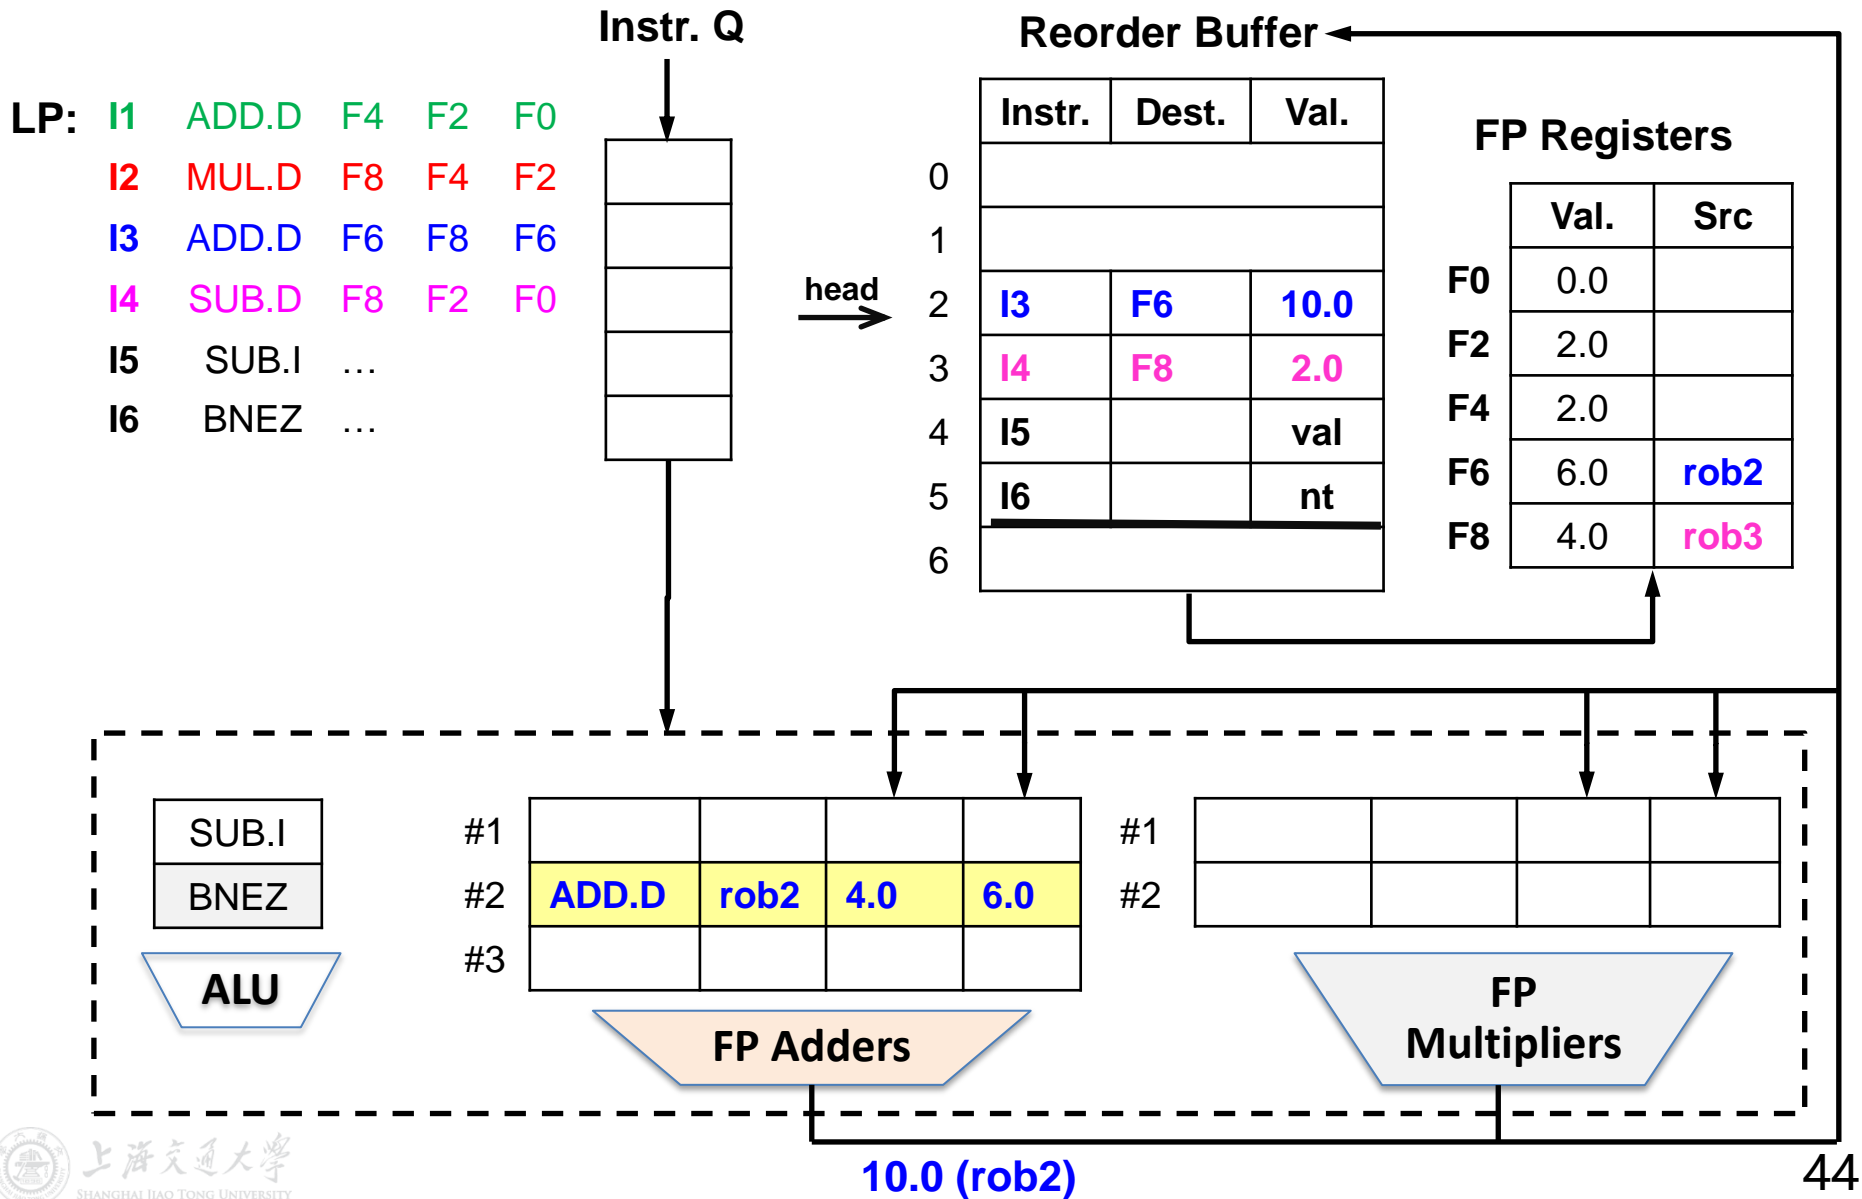 Instr. Q
Reorder Buffer
LP: I1 ADD.D F4 F2 F0
I2 MUL.D F8 F4 F2
I3 ADD.D F6 F8 F6
I4 SUB.D F8 F2 F0
I5 SUB.I …
I6 BNEZ …
head
Instr. Dest. Val.
0
1
2 I3 F6 10.0
3 I4 F8 2.0
4 I5 val
5 I6 nt
6
FP Registers
Val. Src
F0 0.0
F2 2.0
F4 2.0
F6 6.0 rob2
F8 4.0 rob3
SUB.I
BNEZ
ALU
#1
#2 ADD.D rob2 4.0 6.0
#3
FP Adders
#1
#2
FP
Multipliers
10.0 (rob2)
上海交通大学
SHANGHAI JIAO TONG UNIVERSITY
44